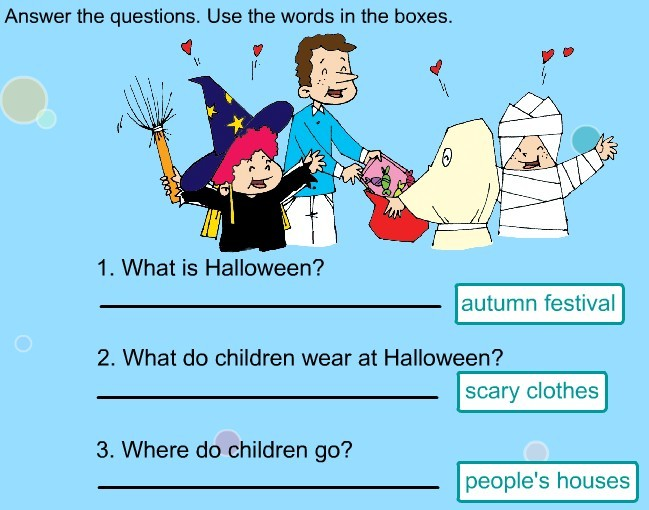 Answer the questions. Use the words in the boxes.
1. What is Halloween?
autumn festival
2. What do children wear at Halloween?
scary clothes
3. Where do children go?
people's houses